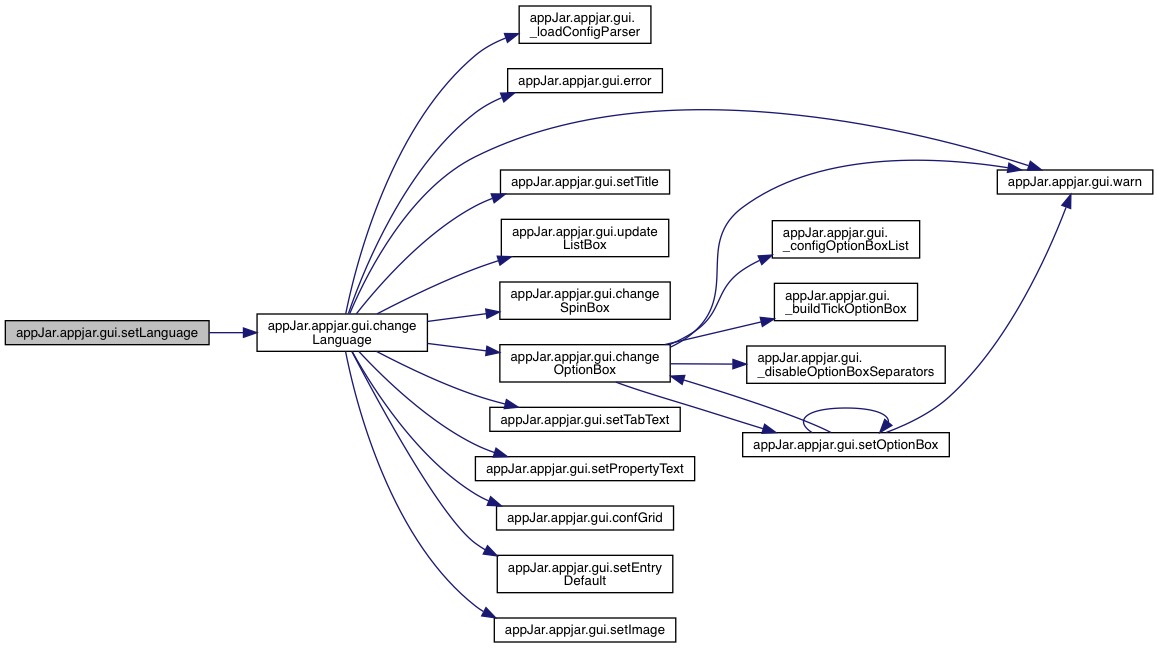 appJar.appjar.gui.setLanguage
appJar.appjar.gui.change
Language
appJar.appjar.gui.
_loadConfigParser
appJar.appjar.gui.error
appJar.appjar.gui.setTitle
appJar.appjar.gui.update
ListBox
appJar.appjar.gui.change
SpinBox
appJar.appjar.gui.change
OptionBox
appJar.appjar.gui.setTabText
appJar.appjar.gui.setPropertyText
appJar.appjar.gui.confGrid
appJar.appjar.gui.setEntry
Default
appJar.appjar.gui.setImage
appJar.appjar.gui.
_configOptionBoxList
appJar.appjar.gui.
_buildTickOptionBox
appJar.appjar.gui.
_disableOptionBoxSeparators
appJar.appjar.gui.setOptionBox
appJar.appjar.gui.warn